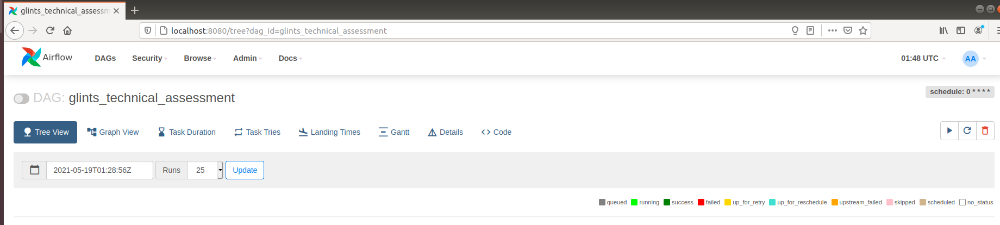 glints_technical_assessm
localhost:8080/tree?dag_id=glints_technical_assessment
Airflow DAGs Security Browse Admin Docs 01:48 UTC AA
schedule: 0 * * * *
DAG: glints_technical_assessment
Tree View Graph View Task Duration Task Tries Landing Times Gantt Details Code
2021-05-19T01:28:56Z Runs 25 Update
queued running success failed up_for_retry up_for_reschedule upstream_failed skipped scheduled no_status